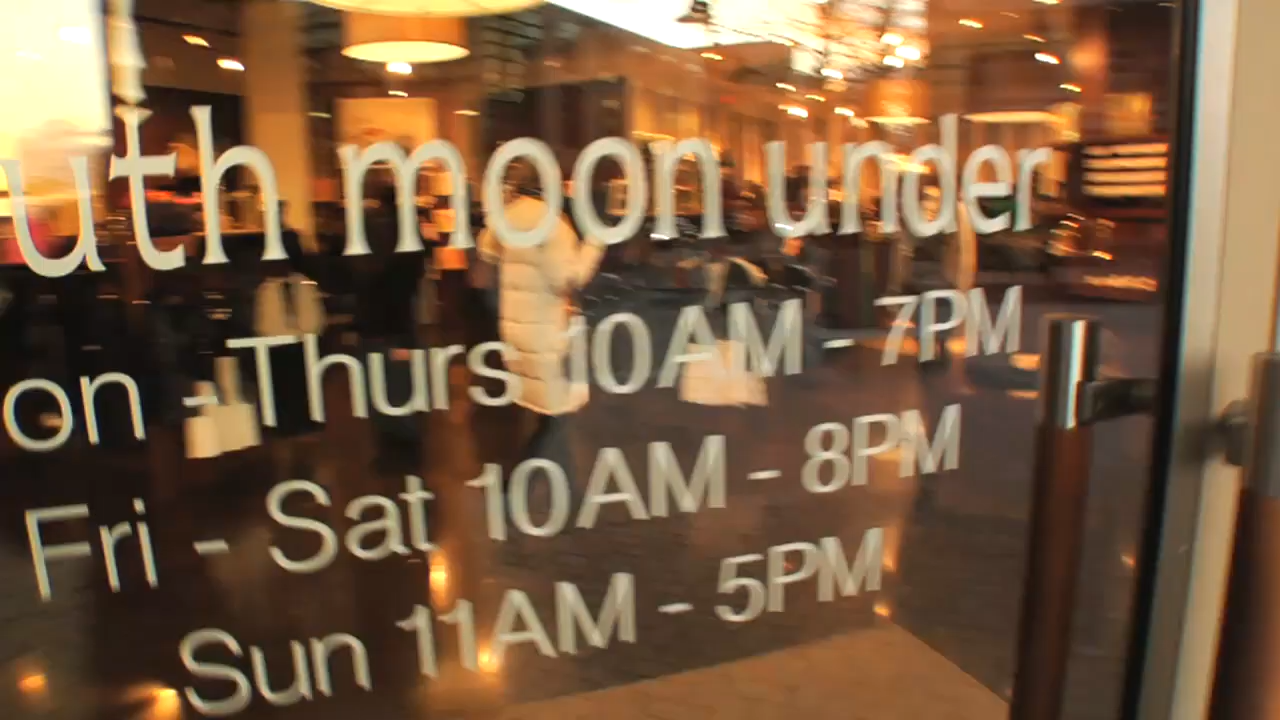 uth moon under
on - Thurs 10AM - 7PM
Fri - Sat 10AM - 8PM
Sun 11AM - 5PM